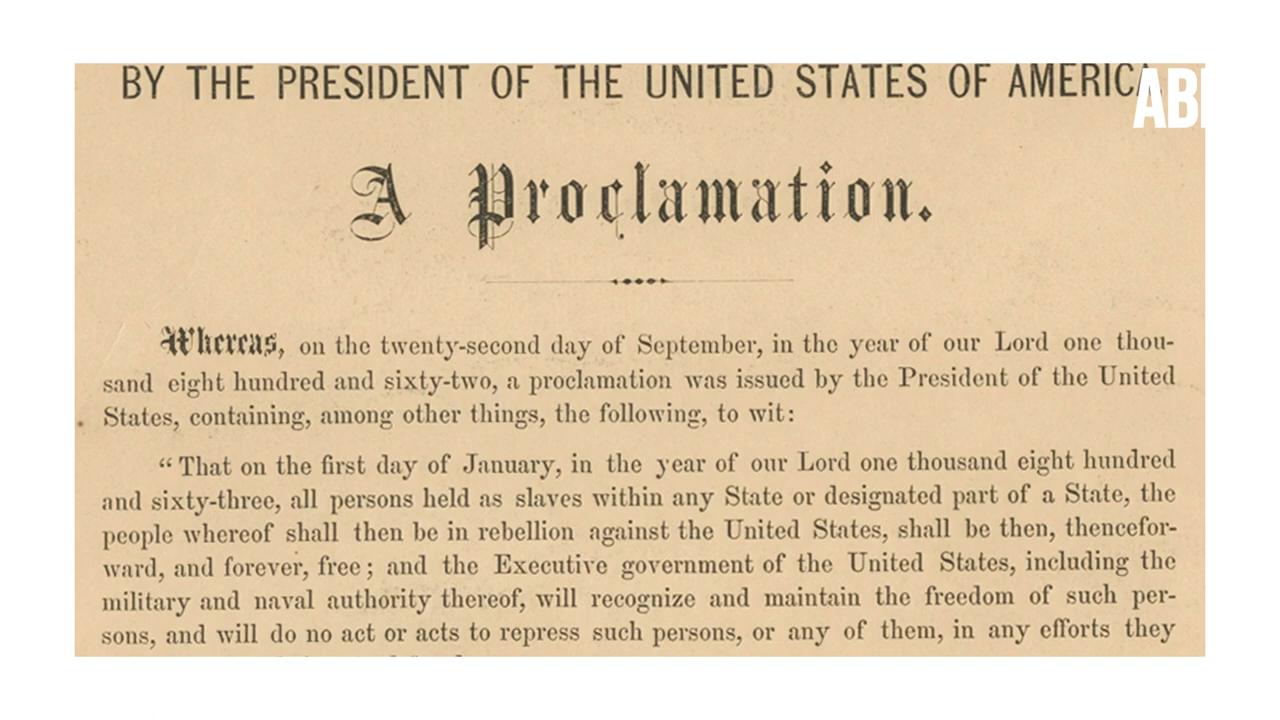 BY THE PRESIDENT OF THE UNITED STATES OF AMERICA
AB
A Proclamation.
Whereas, on the twenty-second day of September, in the year of our Lord one thou-
sand eight hundred and sixty-two, a proclamation was issued by the President of the United
States, containing, among other things, the following, to wit:
“ That on the first day of January, in the year of our Lord one thousand eight hundred
and sixty-three, all persons held as slaves within any State or designated part of a State, the
people whereof shall then be in rebellion against the United States, shall be then, thencefor-
ward, and forever, free; and the Executive government of the United States, including the
military and naval authority thereof, will recognize and maintain the freedom of such per-
sons, and will do no act or acts to repress such persons, or any of them, in any efforts they